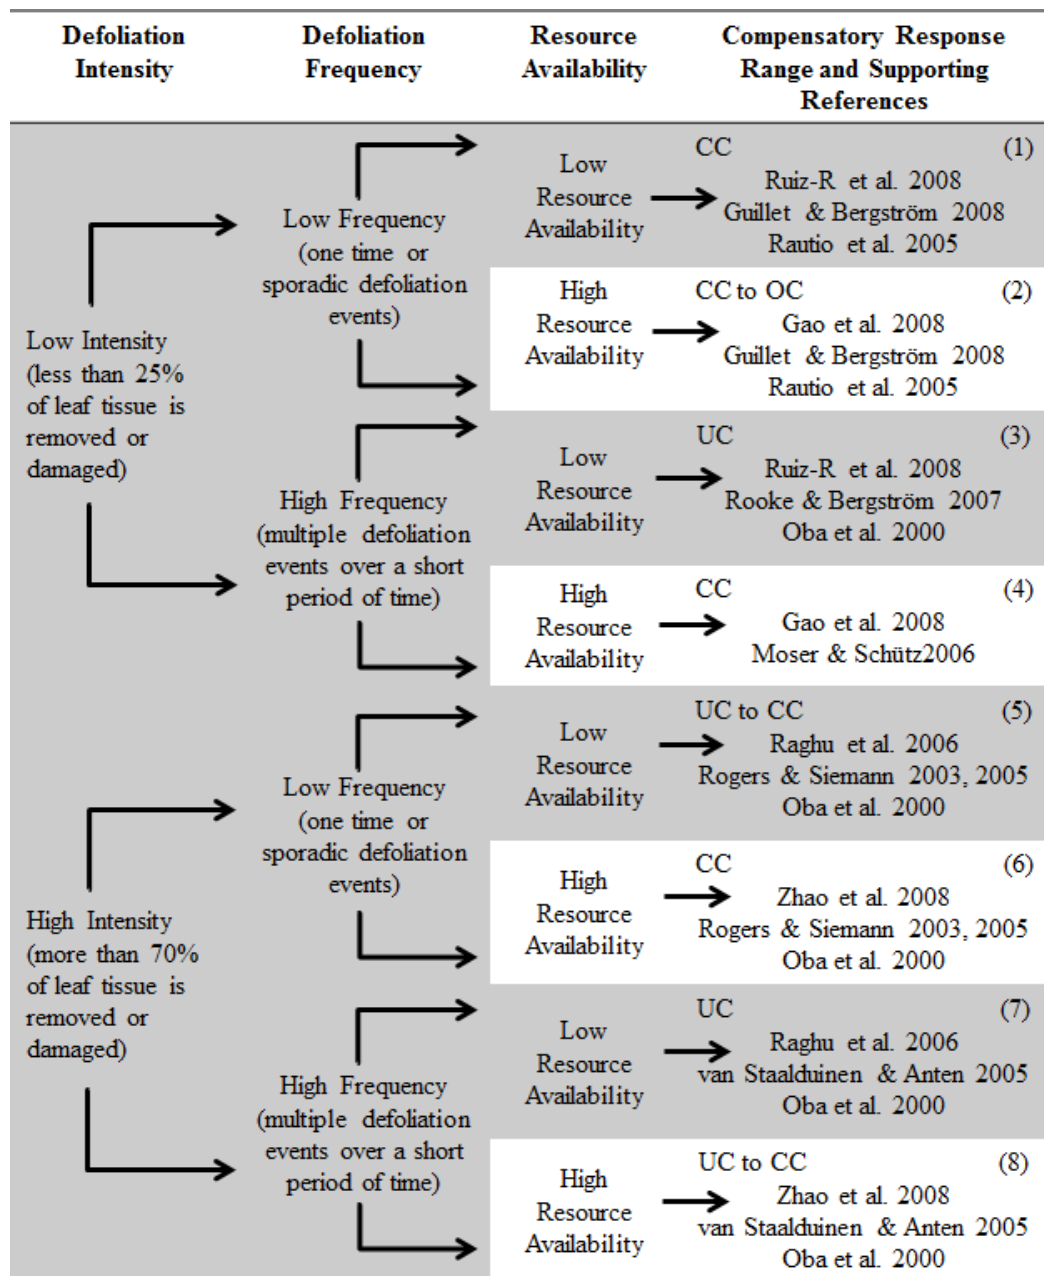 Defoliation
Intensity
Defoliation
Frequency
Resource
Availability
Compensatory Response
Range and Supporting
References
Low Intensity
(less than 25%
of leaf tissue is
removed or
damaged)
Low Frequency
(one time or
sporadic defoliation
events)
Low
Resource
Availability
CC (1)
Ruiz-R et al. 2008
Guillet & Bergström 2008
Rautio et al. 2005
High
Resource
Availability
CC to OC (2)
Gao et al. 2008
Guillet & Bergström 2008
Rautio et al. 2005
High Frequency
(multiple defoliation
events over a short
period of time)
Low
Resource
Availability
UC (3)
Ruiz-R et al. 2008
Rooke & Bergström 2007
Oba et al. 2000
High
Resource
Availability
CC (4)
Gao et al. 2008
Moser & Schütz2006
High Intensity
(more than 70%
of leaf tissue is
removed or
damaged)
Low Frequency
(one time or
sporadic defoliation
events)
Low
Resource
Availability
UC to CC (5)
Raghu et al. 2006
Rogers & Siemann 2003, 2005
Oba et al. 2000
High
Resource
Availability
CC (6)
Zhao et al. 2008
Rogers & Siemann 2003, 2005
Oba et al. 2000
High Frequency
(multiple defoliation
events over a short
period of time)
Low
Resource
Availability
UC (7)
Raghu et al. 2006
van Staalduinen & Anten 2005
Oba et al. 2000
High
Resource
Availability
UC to CC (8)
Zhao et al. 2008
van Staalduinen & Anten 2005
Oba et al. 2000